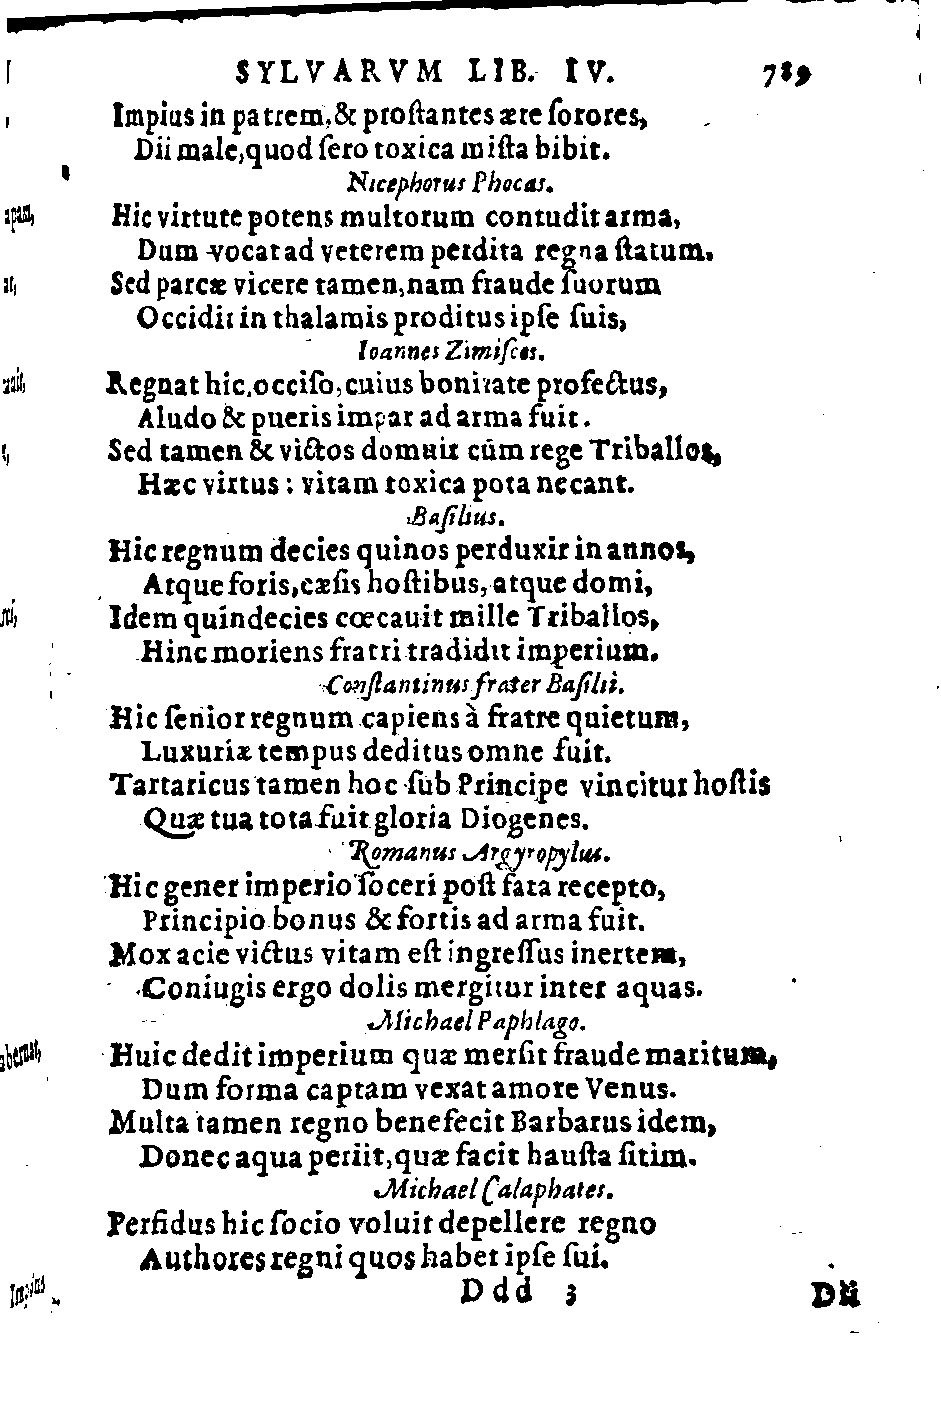 SYLVARVM LIB. IV. 789
Impius in patrem, & proſtantes ære ſorores,
Dii male, quod ſero toxica miſta bibit.
Nicephorus Phocas.
Hic virtute potens multorum contudit arma,
Dum vocat ad veterem perdita regna ſtatum.
Sed parcæ vicere tamen, nam fraude ſuorum
Occidit in thalamis proditus ipſe ſuis,
Ioannes Zimiſces.
Regnat hic, occiſo, cuius bonitate profectus,
Aludo & pueris impar ad arma fuit.
Sed tamen & victos domuit cũm rege Triballos,
Hæc virtus : vitam toxica pota necant.
Baſilius.
Hic regnum decies quinos perduxit in annos,
Atque foris, cæſis hoſtibus, atque domi,
Idem quindecies cœcauit mille Triballos,
Hinc moriens fratri tradidit imperium.
Conſtantinus frater Baſilii.
Hic ſenior regnum capiens à fratre quietum,
Luxuriæ tempus deditus omne fuit.
Tartaricus tamen hoc ſub Principe vincitur hoſtis
Quæ tua tota fuit gloria Diogenes.
Romanus Argyropylus.
Hic gener imperio ſoceri poſt fata recepto,
Principio bonus & fortis ad arma fuit.
Mox acie victus vitam eſt ingreſſus inertem,
Coniugis ergo dolis mergitur inter aquas.
Michael Paphlago.
Huic dedit imperium quæ merſit fraude maritum,
Dum forma captam vexat amore Venus.
Multa tamen regno benefecit Barbarus idem,
Donec aqua periit, quæ facit hauſta ſitim.
Michael Calaphates.
Perfidus hic ſocio voluit depellere regno
Authores regni quos habet ipſe ſui.
Ddd 3 Dii